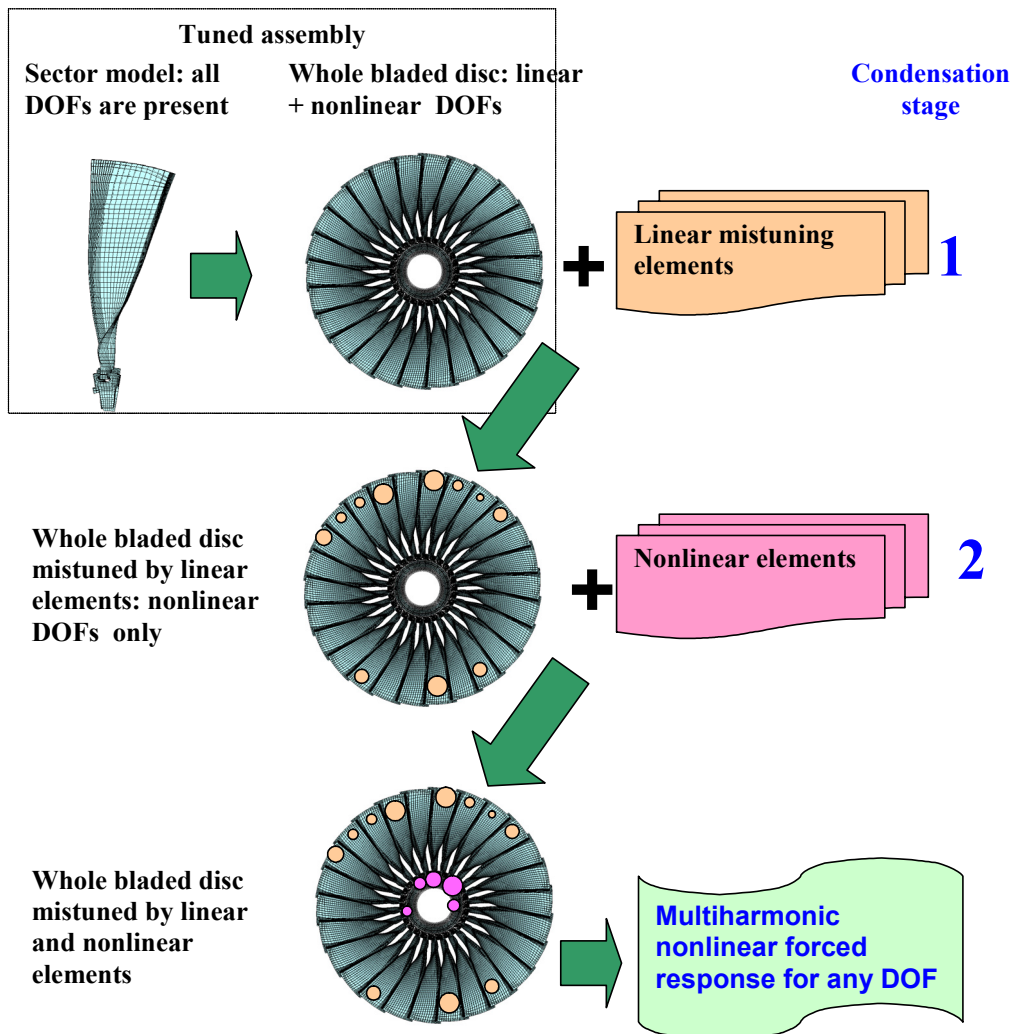 Tuned assembly
Sector model: all
DOFs are present
Whole bladed disc: linear
+ nonlinear DOFs
Condensation
stage
+
Linear mistuning
elements
1
Whole bladed disc
mistuned by linear
elements: nonlinear
DOFs only
+
Nonlinear elements
2
Whole bladed disc
mistuned by linear
and nonlinear
elements
Multiharmonic
nonlinear forced
response for any DOF